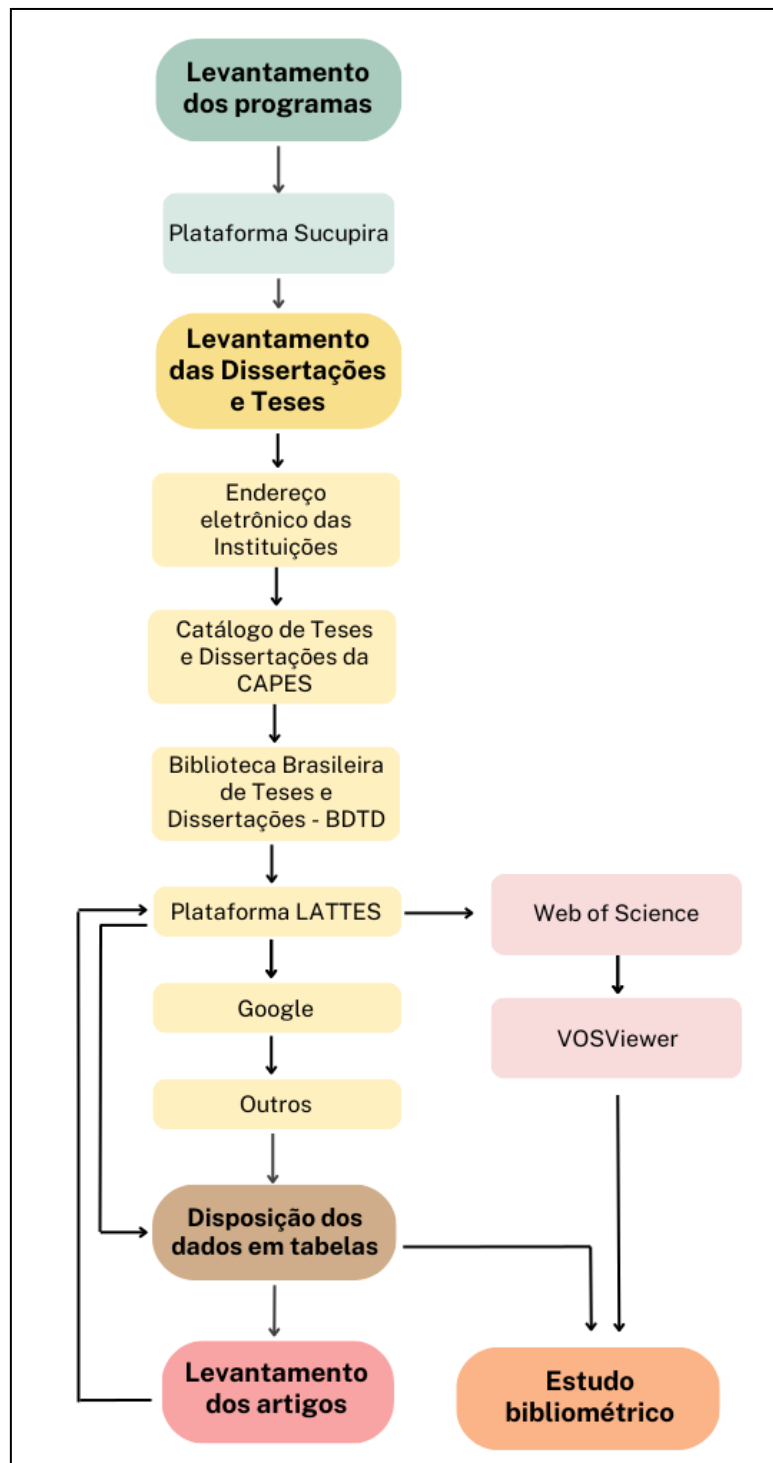 Levantamento
dos programas
Plataforma Sucupira
Levantamento
das Dissertações
e Teses
Endereço
eletrônico das
Instituições
Catálogo de Teses
e Dissertações da
CAPES
Biblioteca Brasileira
de Teses e
Dissertações - BDTD
Plataforma LATTES
Web of Science
Google
VOSViewer
Outros
Disposição dos
dados em tabelas
Levantamento
dos artigos
Estudo
bibliométrico